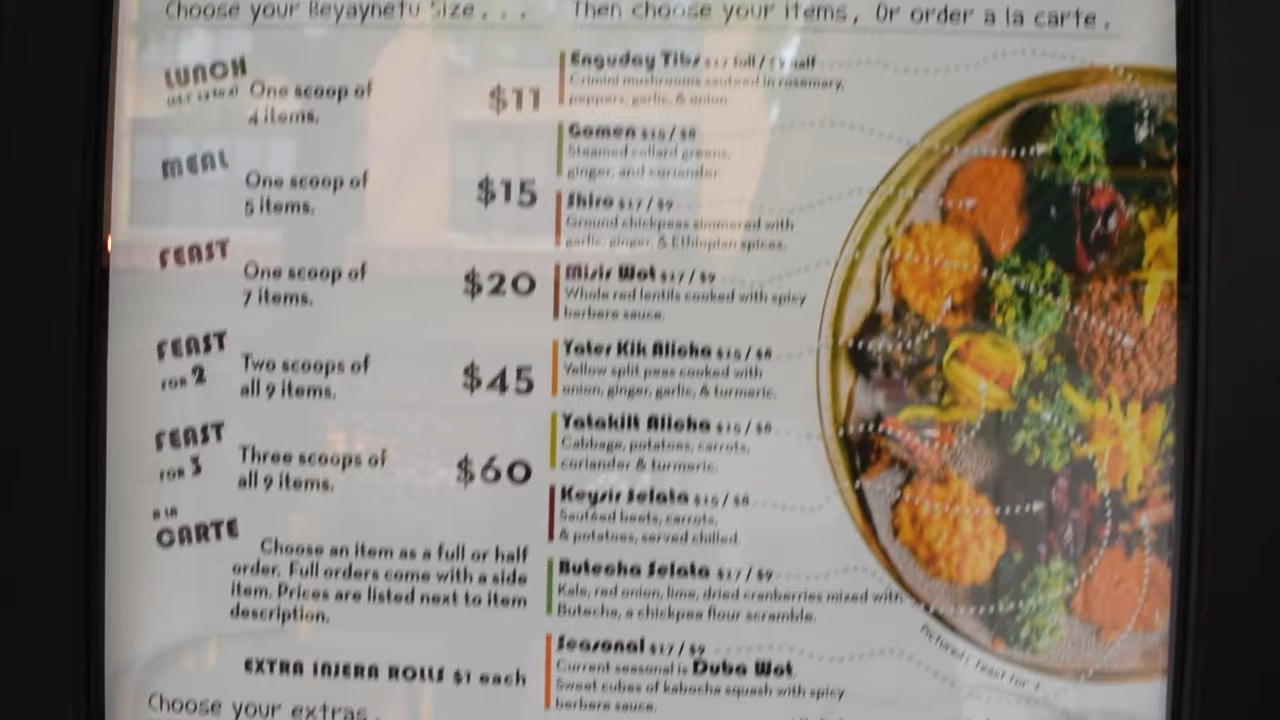 Choose your Beyaynetu Size...
LUNCH
One scoop of
4 items.
$11
MEAL
One scoop of
5 items.
$15
FEAST
One scoop of
7 items.
$20
FEAST
FOR 2
Two scoops of
all 9 items.
$45
FEAST
FOR 3
Three scoops of
all 9 items.
$60
A LA
CARTE
Choose an item as a full or half
order. Full orders come with a side
item. Prices are listed next to item
description.
EXTRA INJERA ROLLS $1 each
Choose your extras.
Then choose your items, Or order a la carte.
Enguday Tibs $17 full / $9 half
Crimini mushrooms sauteed in rosemary,
peppers, garlic, & onion.
Gomen $15 / $8
Steamed collard greens,
ginger, and coriander
Shiro $17 / $9
Ground chickpeas simmered with
garlic, ginger, & Ethiopian spices.
Misir Wot $17 / $9
Whole red lentils cooked with spicy
berbere sauce.
Yater Kik Alicha $15 / $8
Yellow split peas cooked with
onion, ginger, garlic, & turmeric.
Yatakilt Alicha $15 / $8
Cabbage, potatoes, carrots,
coriander & turmeric.
Keysir Selata $15 / $8
Sautéed beets, carrots,
& potatoes, served chilled.
Butecha Selata $17 / $9
Kale, red onion, lime, dried cranberries mixed with
Butecha, a chickpea flour scramble.
Seasonal $17 / $9
Current seasonal is Duba Wot.
Sweet cubes of kabocha squash with spicy
berbere sauce.
Pictured: Feast for